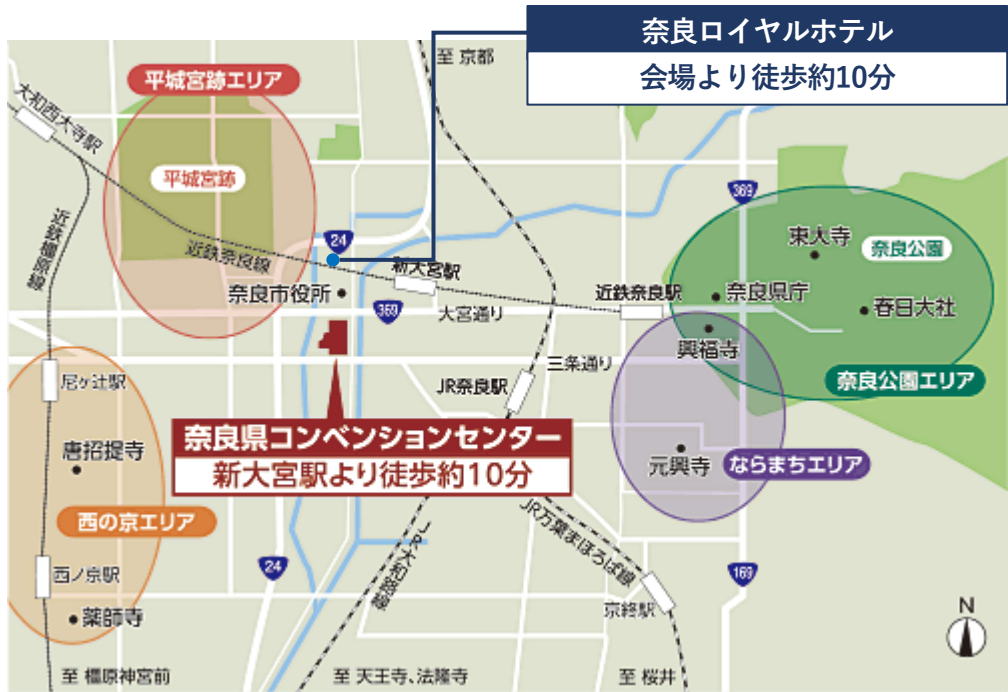 奈良ロイヤルホテル
会場より徒歩約10分
至 京都
平城宮跡エリア
大和西大寺駅
平城宮跡
369
東大寺
奈良公園
近鉄橿原線
近鉄奈良線
24
新大宮駅
奈良市役所
近鉄奈良駅
奈良県庁
春日大社
369
大宮通り
興福寺
三条通り
尼ヶ辻駅
JR奈良駅
奈良公園エリア
奈良県コンベンションセンター
新大宮駅より徒歩約10分
唐招提寺
元興寺
ならまちエリア
西の京エリア
JR大和路線
JR万葉まほろば線
西ノ京駅
24
169
京終駅
薬師寺
N
至 橿原神宮前
至 天王寺、法隆寺
至 桜井